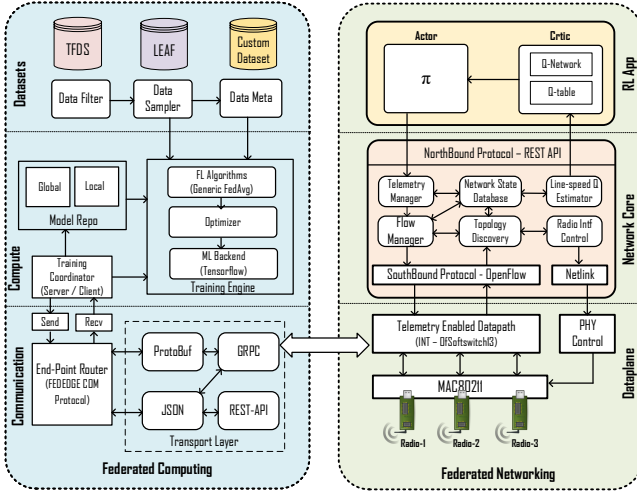 Datasets
TFDS
LEAF
Custom
Dataset
Data Filter
Data
Sampler
Data Meta
Compute
Global
Local
Model Repo
FL Algorithms
(Generic FedAvg)
Optimizer
ML Backend
(Tensorflow)
Training Engine
Training
Coordinator
(Server / Client)
Send
Recv
Communication
End-Point Router
(FEDEDGE COM
Protocol)
ProtoBuf
GRPC
JSON
REST-API
Transport Layer
Federated Computing
RL App
Actor
π
Crtic
Q-Network
Q-table
Network Core
NorthBound Protocol – REST API
Telemetry
Manager
Network State
Database
Line-speed Q
Estimator
Flow
Manager
Topology
Discovery
Radio Intf
Control
SouthBound Protocol - OpenFlow
Netlink
Dataplane
Telemetry Enabled Datapath
(INT – OfSoftswitch13)
PHY
Control
MAC80211
Radio-1
Radio-2
Radio-3
Federated Networking